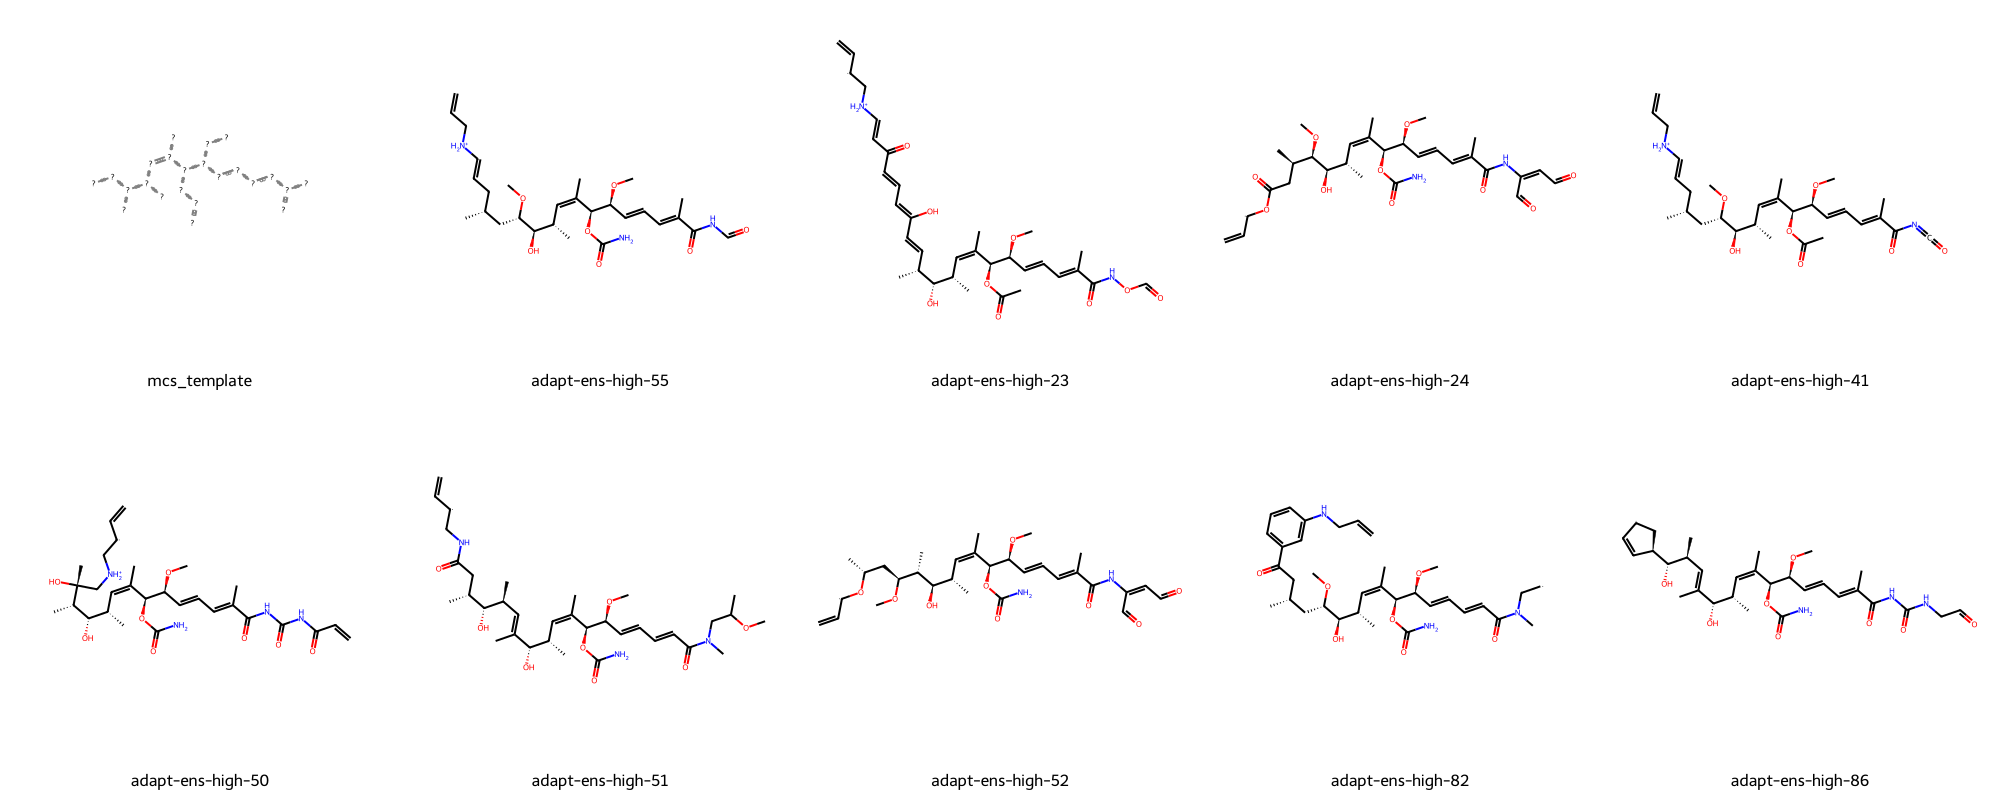 mcs_template
adapt-ens-high-55
adapt-ens-high-23
adapt-ens-high-24
adapt-ens-high-41
adapt-ens-high-50
adapt-ens-high-51
adapt-ens-high-52
adapt-ens-high-82
adapt-ens-high-86